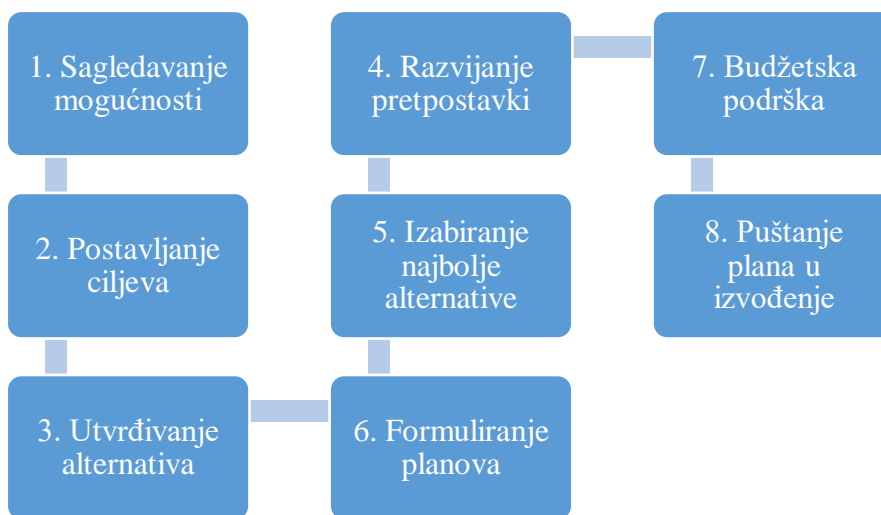 1. Sagledavanje
mogućnosti
2. Postavljanje
ciljeva
3. Utvrđivanje
alternativa
4. Razvijanje
pretpostavki
5. Izabiranje
najbolje
alternative
6. Formuliranje
planova
7. Budžetska
podrška
8. Puštanje
plana u
izvođenje